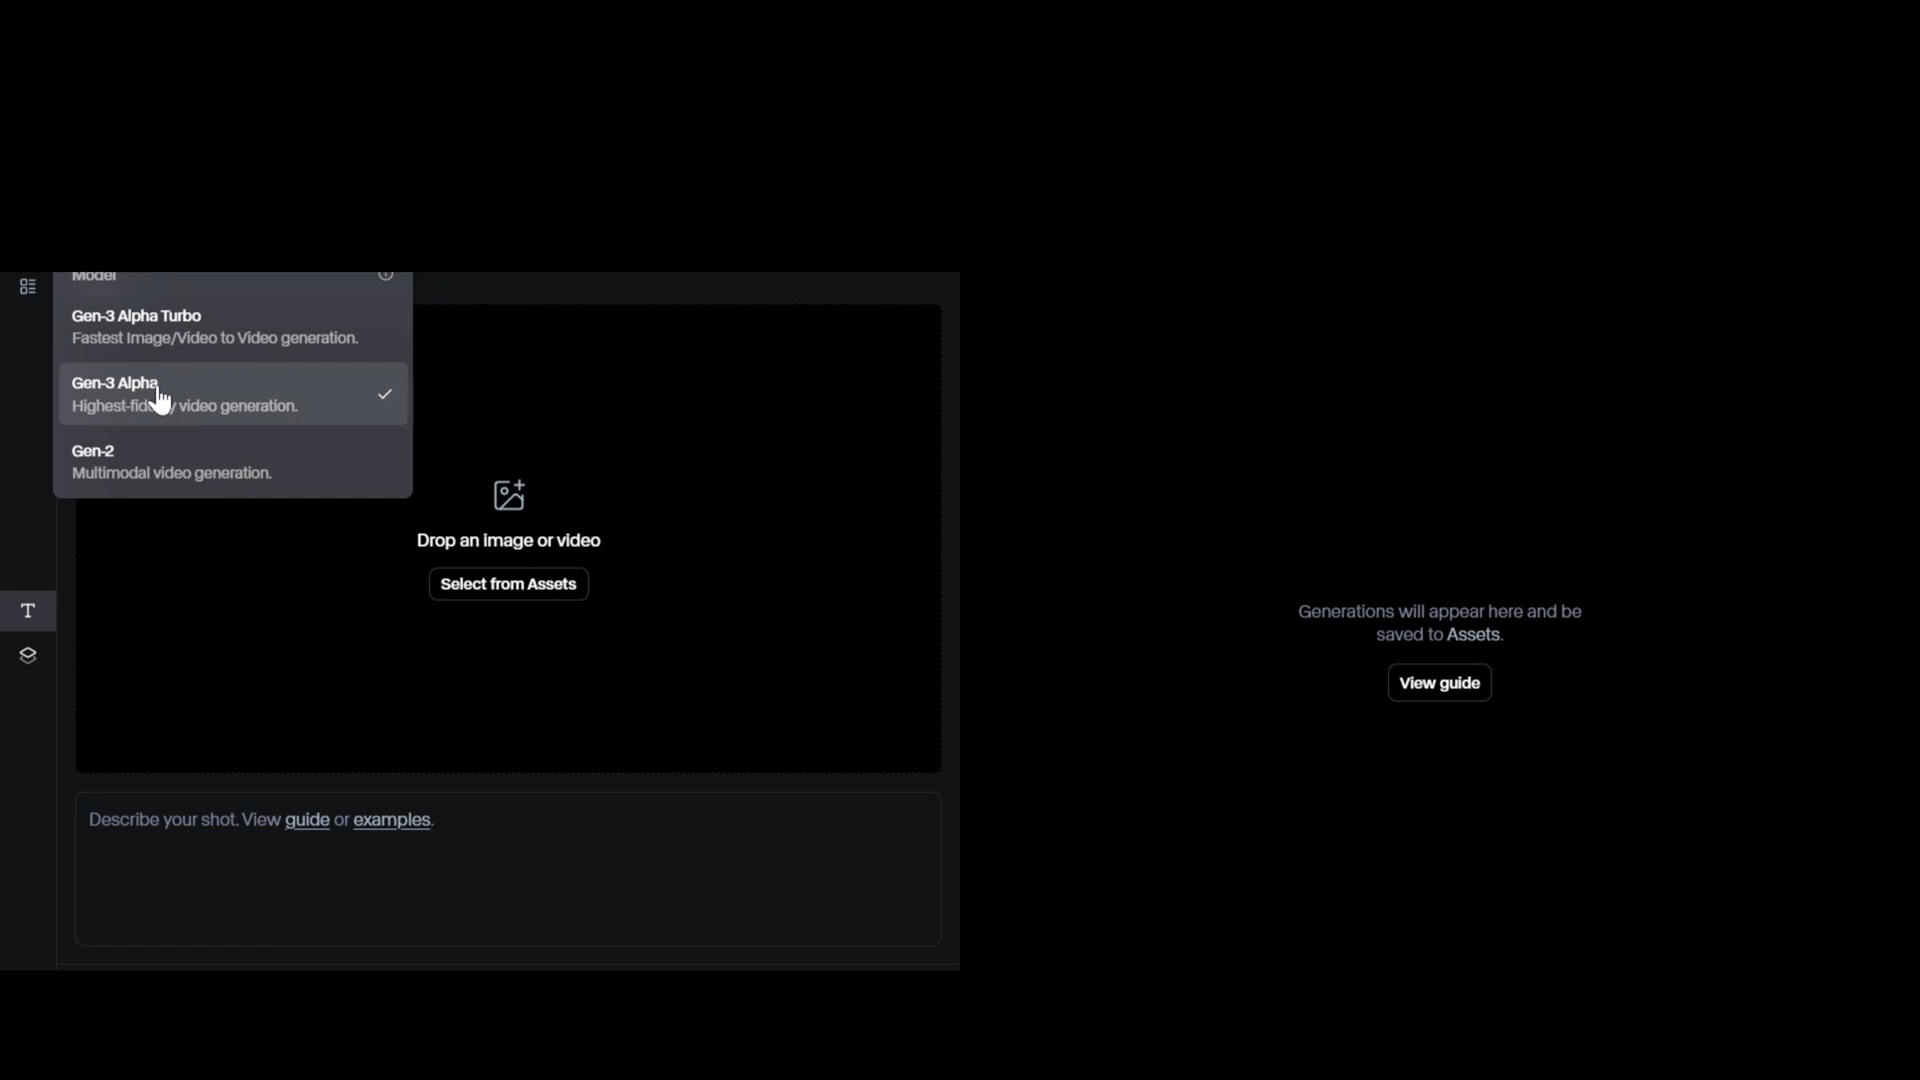 Model
Gen-3 Alpha Turbo
Fastest Image/Video to Video generation.
Gen-3 Alpha
Highest-fidelity video generation.
Gen-2
Multimodal video generation.
Drop an image or video
Select from Assets
T
Describe your shot. View guide or examples.
Generations will appear here and be
saved to Assets.
View guide